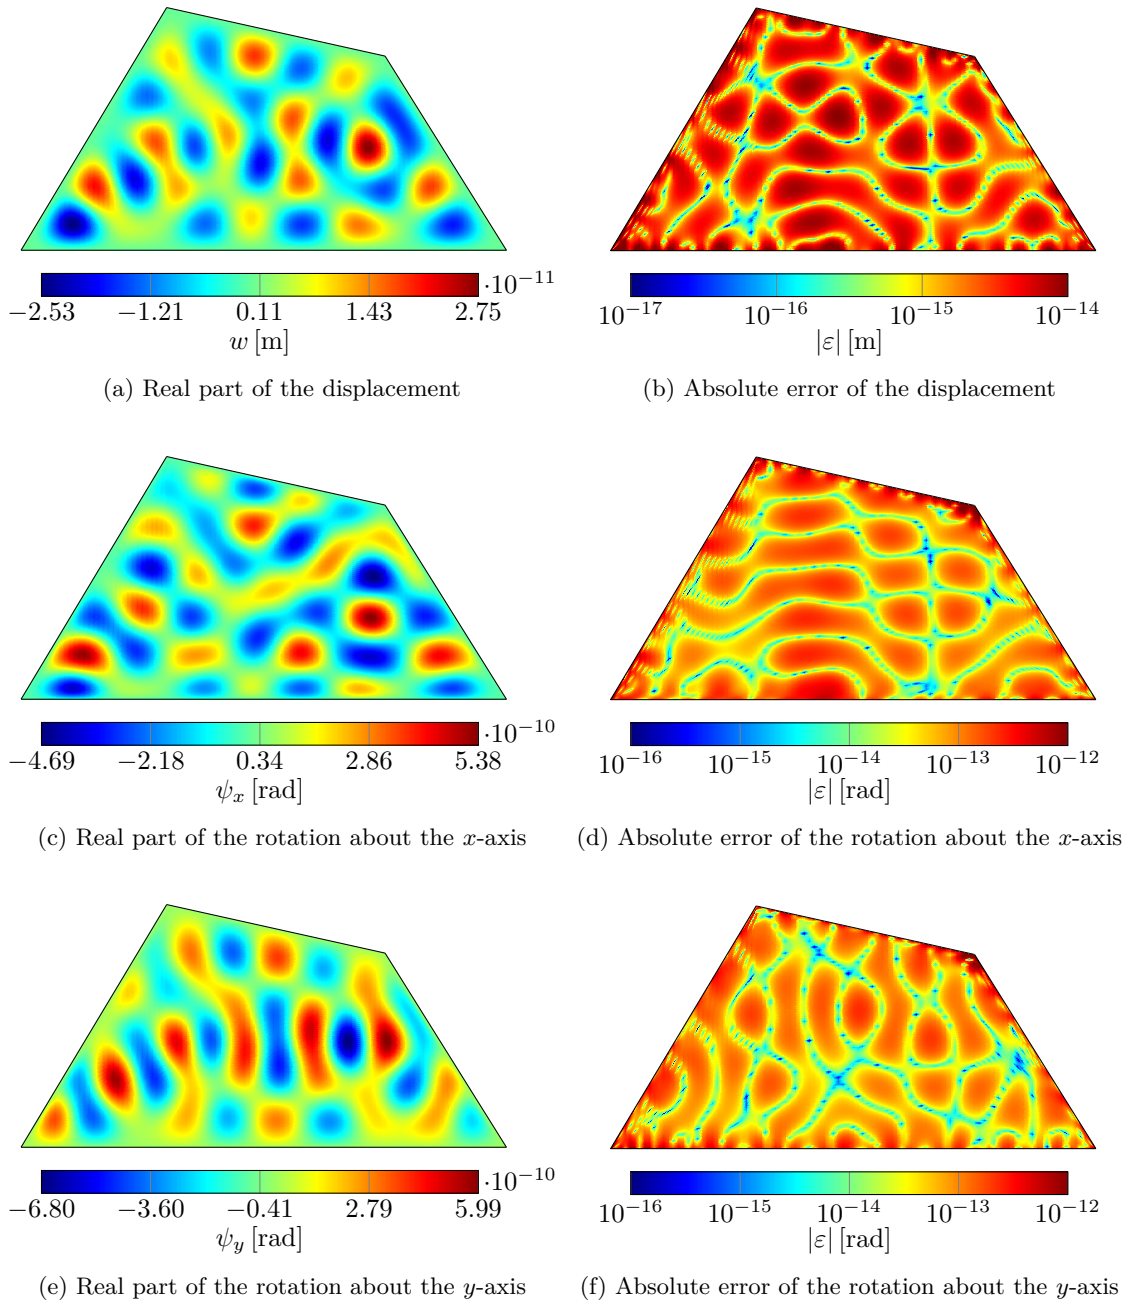 −2.53 −1.21 0.11 1.43 2.75 ·10⁻¹¹
w [m]
10⁻¹⁷ 10⁻¹⁶ 10⁻¹⁵ 10⁻¹⁴
|ε| [m]
(a) Real part of the displacement
(b) Absolute error of the displacement
−4.69 −2.18 0.34 2.86 5.38 ·10⁻¹⁰
ψₓ [rad]
10⁻¹⁶ 10⁻¹⁵ 10⁻¹⁴ 10⁻¹³ 10⁻¹²
|ε| [rad]
(c) Real part of the rotation about the x-axis
(d) Absolute error of the rotation about the x-axis
−6.80 −3.60 −0.41 2.79 5.99 ·10⁻¹⁰
ψ_y [rad]
10⁻¹⁶ 10⁻¹⁵ 10⁻¹⁴ 10⁻¹³ 10⁻¹²
|ε| [rad]
(e) Real part of the rotation about the y-axis
(f) Absolute error of the rotation about the y-axis